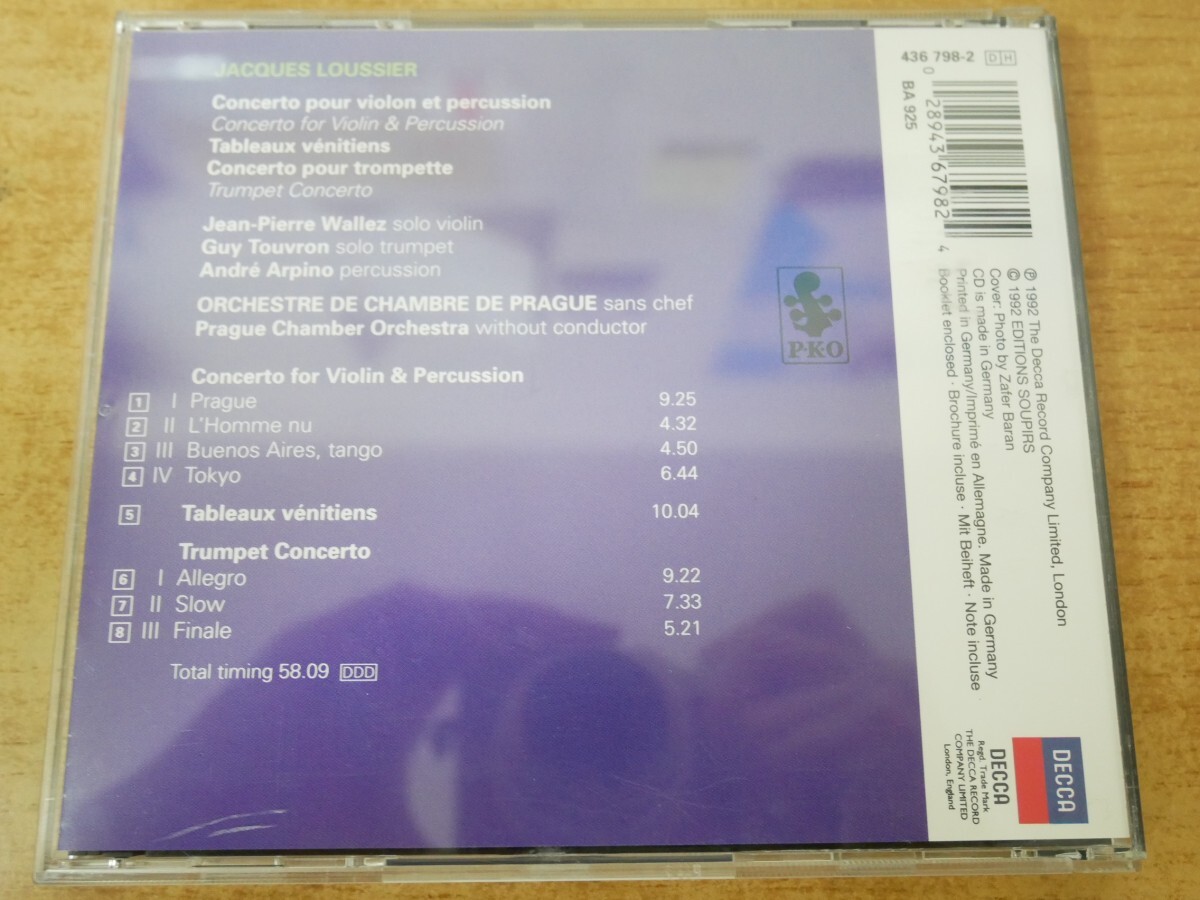 JACQUES LOUSSIER
Concerto pour violon et percussion
Concerto for Violin & Percussion
Tableaux vénitiens
Concerto pour trompette
Trumpet Concerto
Jean-Pierre Wallez solo violin
Guy Touvron solo trumpet
André Arpino percussion
ORCHESTRE DE CHAMBRE DE PRAGUE sans chef
Prague Chamber Orchestra without conductor
P·K·O
Concerto for Violin & Percussion
1 I Prague 9.25
2 II L'Homme nu 4.32
3 III Buenos Aires, tango 4.50
4 IV Tokyo 6.44
5 Tableaux vénitiens 10.04
Trumpet Concerto
6 I Allegro 9.22
7 II Slow 7.33
8 III Finale 5.21
Total timing 58.09 DDD
436 798-2 DH
BA 925
0 28943 67982 4
℗ 1992 The Decca Record Company Limited, London
© 1992 EDITIONS SOUPIRS
Cover: Photo by Zafer Baran
CD is made in Germany
Printed in Germany/Imprimé en Allemagne. Made in Germany
Booklet enclosed · Brochure incluse · Mit Beiheft · Note incluse
DECCA
DECCA
Regd. Trade Mark
THE DECCA RECORD
COMPANY LIMITED
London, England